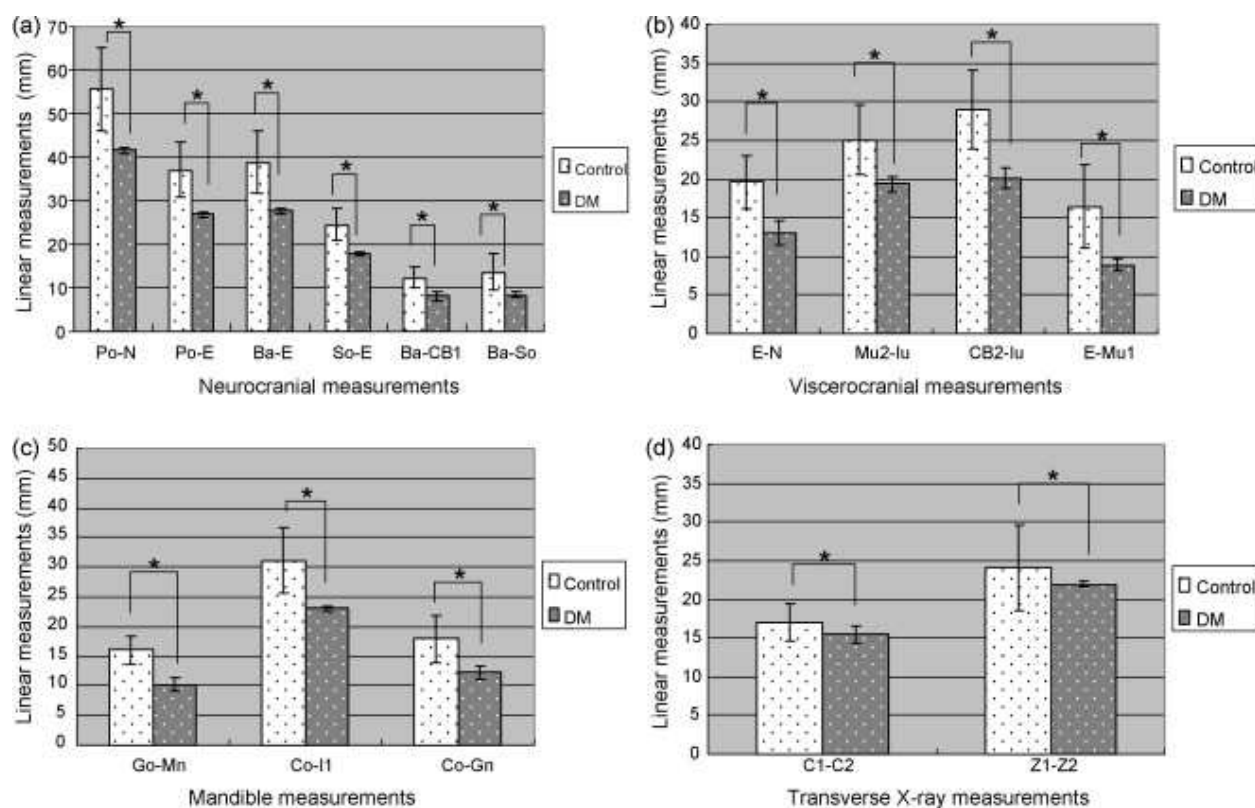 (a)
Linear measurements (mm)
70
60
50
40
30
20
10
0
*
*
*
*
*
*
Po-N Po-E Ba-E So-E Ba-CB1 Ba-So
Neurocranial measurements
Control
DM
(b)
Linear measurements (mm)
40
35
30
25
20
15
10
5
0
*
*
*
*
E-N Mu2-Iu CB2-Iu E-Mu1
Viscerocranial measurements
Control
DM
(c)
Linear measurements (mm)
50
45
40
35
30
25
20
15
10
5
0
*
*
*
Go-Mn Co-I1 Co-Gn
Mandible measurements
Control
DM
(d)
Linear measurements (mm)
40
35
30
25
20
15
10
5
0
*
*
C1-C2 Z1-Z2
Transverse X-ray measurements
Control
DM